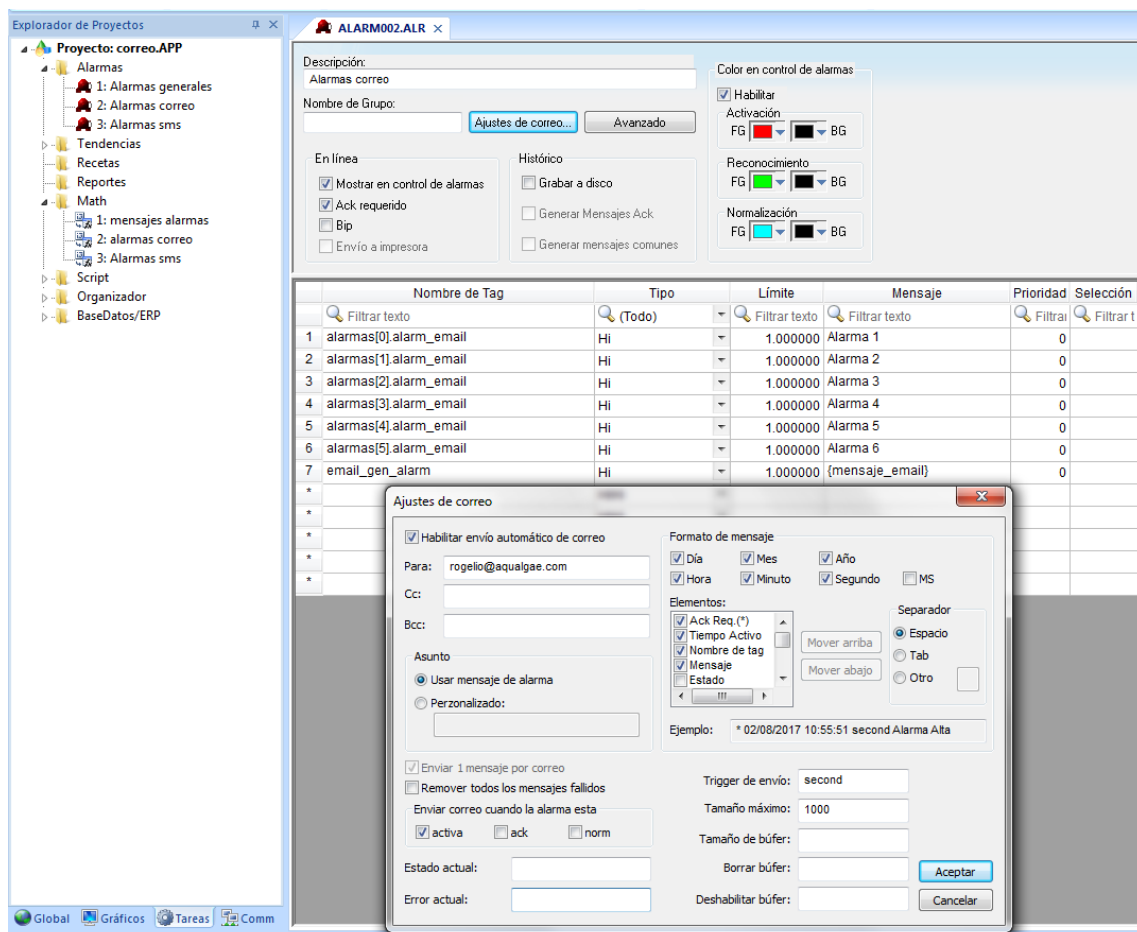 Explorador de Proyectos
Proyecto: correo.APP
Alarmas
1: Alarmas generales
2: Alarmas correo
3: Alarmas sms
Tendencias
Recetas
Reportes
Math
1: mensajes alarmas
2: alarmas correo
3: Alarmas sms
Script
Organizador
BaseDatos/ERP
Global Gráficos Tareas Comm
ALARM002.ALR
Descripción:
Alarmas correo
Nombre de Grupo:
Ajustes de correo... Avanzado
En línea
Mostrar en control de alarmas
Ack requerido
Bip
Envío a impresora
Histórico
Grabar a disco
Generar Mensajes Ack
Generar mensajes comunes
Color en control de alarmas
Habilitar
Activación
FG BG
Reconocimiento
FG BG
Normalización
FG BG
Nombre de Tag Tipo Límite Mensaje Prioridad Selección
Filtrar texto (Todo) Filtrar texto Filtrar texto Filtrar Filtrar t
1 alarmas[0].alarm_email Hi 1.000000 Alarma 1 0
2 alarmas[1].alarm_email Hi 1.000000 Alarma 2 0
3 alarmas[2].alarm_email Hi 1.000000 Alarma 3 0
4 alarmas[3].alarm_email Hi 1.000000 Alarma 4 0
5 alarmas[4].alarm_email Hi 1.000000 Alarma 5 0
6 alarmas[5].alarm_email Hi 1.000000 Alarma 6 0
7 email_gen_alarm Hi 1.000000 {mensaje_email} 0
*
*
*
*
*
Ajustes de correo
Habilitar envío automático de correo
Para: rogelio@aqualgae.com
Cc:
Bcc:
Asunto
Usar mensaje de alarma
Perzonalizado:
Enviar 1 mensaje por correo
Remover todos los mensajes fallidos
Enviar correo cuando la alarma esta
activa ack norm
Estado actual:
Error actual:
Formato de mensaje
Día Mes Año
Hora Minuto Segundo MS
Elementos:
Ack Req.(*)
Tiempo Activo
Nombre de tag
Mensaje
Estado
Mover arriba
Mover abajo
Separador
Espacio
Tab
Otro
Ejemplo: * 02/08/2017 10:55:51 second Alarma Alta
Trigger de envío: second
Tamaño máximo: 1000
Tamaño de búfer:
Borrar búfer:
Deshabilitar búfer:
Aceptar
Cancelar